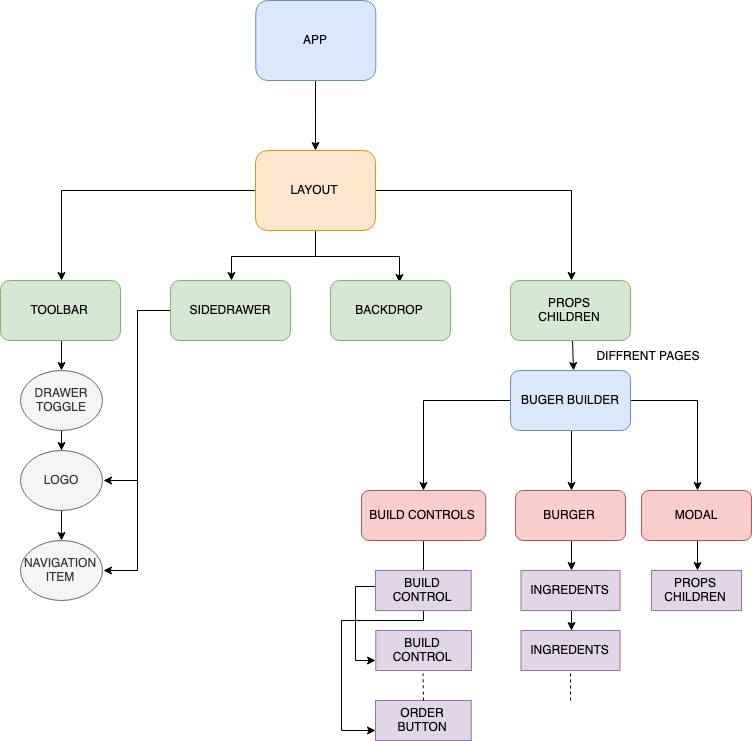 APP
LAYOUT
TOOLBAR
SIDEDRAWER
BACKDROP
PROPS
CHILDREN
DIFFRENT PAGES
DRAWER
TOGGLE
BUGER BUILDER
LOGO
BUILD CONTROLS
BURGER
MODAL
NAVIGATION
ITEM
BUILD
CONTROL
INGREDENTS
PROPS
CHILDREN
BUILD
CONTROL
INGREDENTS
ORDER
BUTTON